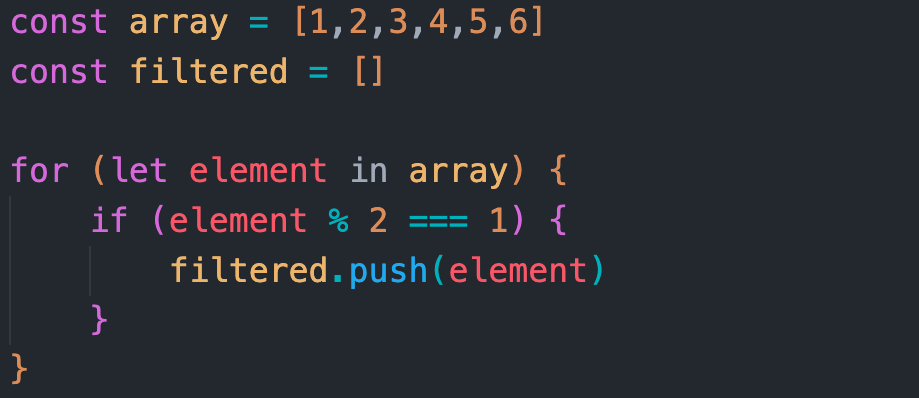 const array = [1,2,3,4,5,6]
const filtered = []
for (let element in array) {
if (element % 2 === 1) {
filtered.push(element)
}
}